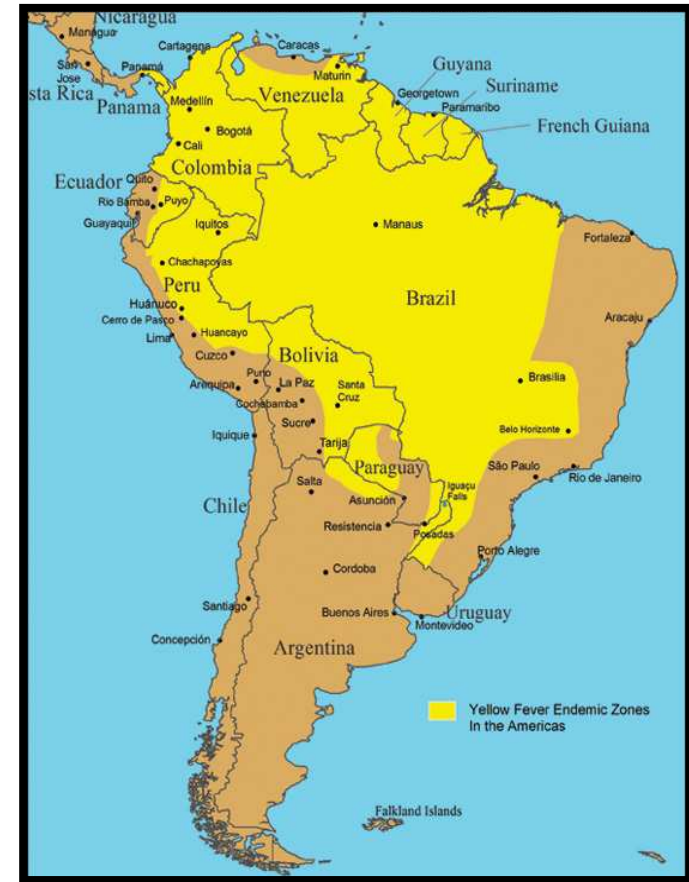 Nicaragua
Managua
San
Jose
sta Rica
Panamá
Panama
Cartagena
Caracas
Maturin
Venezuela
Guyana
Suriname
French Guiana
Georgetown
Paramaribo
Medellín
Bogotá
Cali
Colombia
Ecuador
Quito
Rio Bamba
Puyo
Guayaquil
Iquitos
Manaus
Fortaleza
Chachapoyas
Peru
Brazil
Huánuco
Cerro de Pasco
Lima
Huancayo
Aracaju
Cuzco
Bolivia
Puno
Arequipa
La Paz
Santa
Cruz
Brasilia
Cochabamba
Sucre
Belo Horizonte
Iquique
Tarija
Paraguay
São Paulo
Rio de Janeiro
Salta
Iguaçu
Falls
Chile
Asunción
Resistencia
Posadas
Porto Alegre
Cordoba
Santiago
Buenos Aires
Uruguay
Montevideo
Concepción
Argentina
Yellow Fever Endemic Zones
In the Americas
Falkland Islands